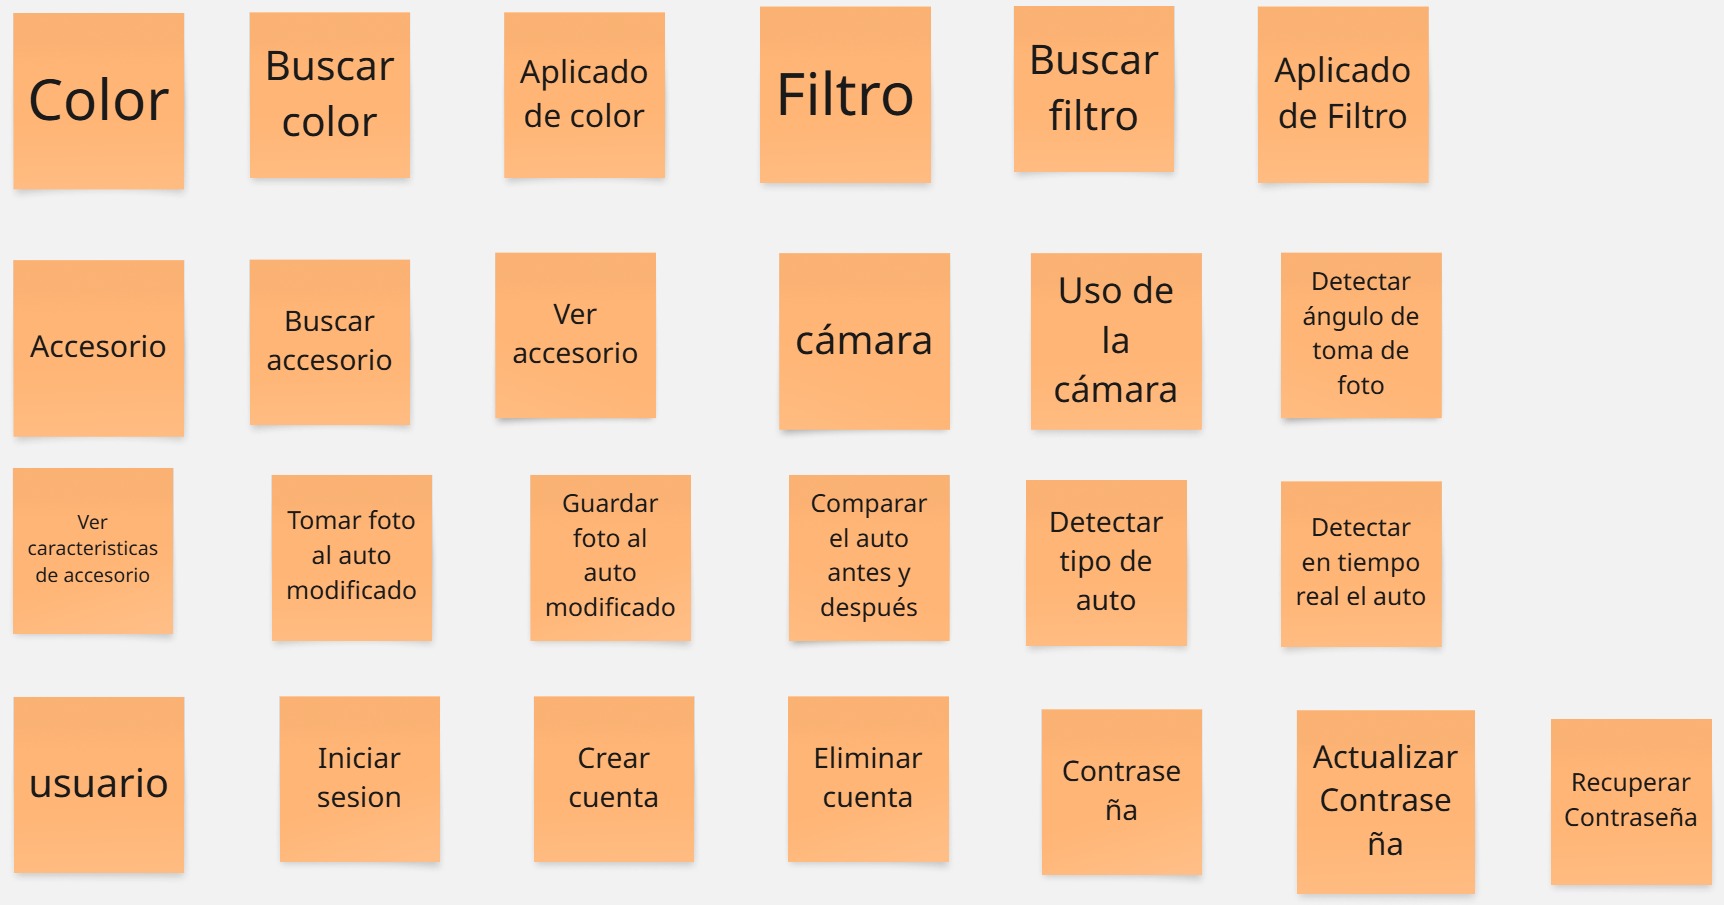 Color
Buscar
color
Aplicado
de color
Filtro
Buscar
filtro
Aplicado
de Filtro
Accesorio
Buscar
accesorio
Ver
accesorio
cámara
Uso de
la
cámara
Detectar
ángulo de
toma de
foto
Ver
caracteristicas
de accesorio
Tomar foto
al auto
modificado
Guardar
foto al
auto
modificado
Comparar
el auto
antes y
después
Detectar
tipo de
auto
Detectar
en tiempo
real el auto
usuario
Iniciar
sesion
Crear
cuenta
Eliminar
cuenta
Contrase
ña
Actualizar
Contrase
ña
Recuperar
Contraseña